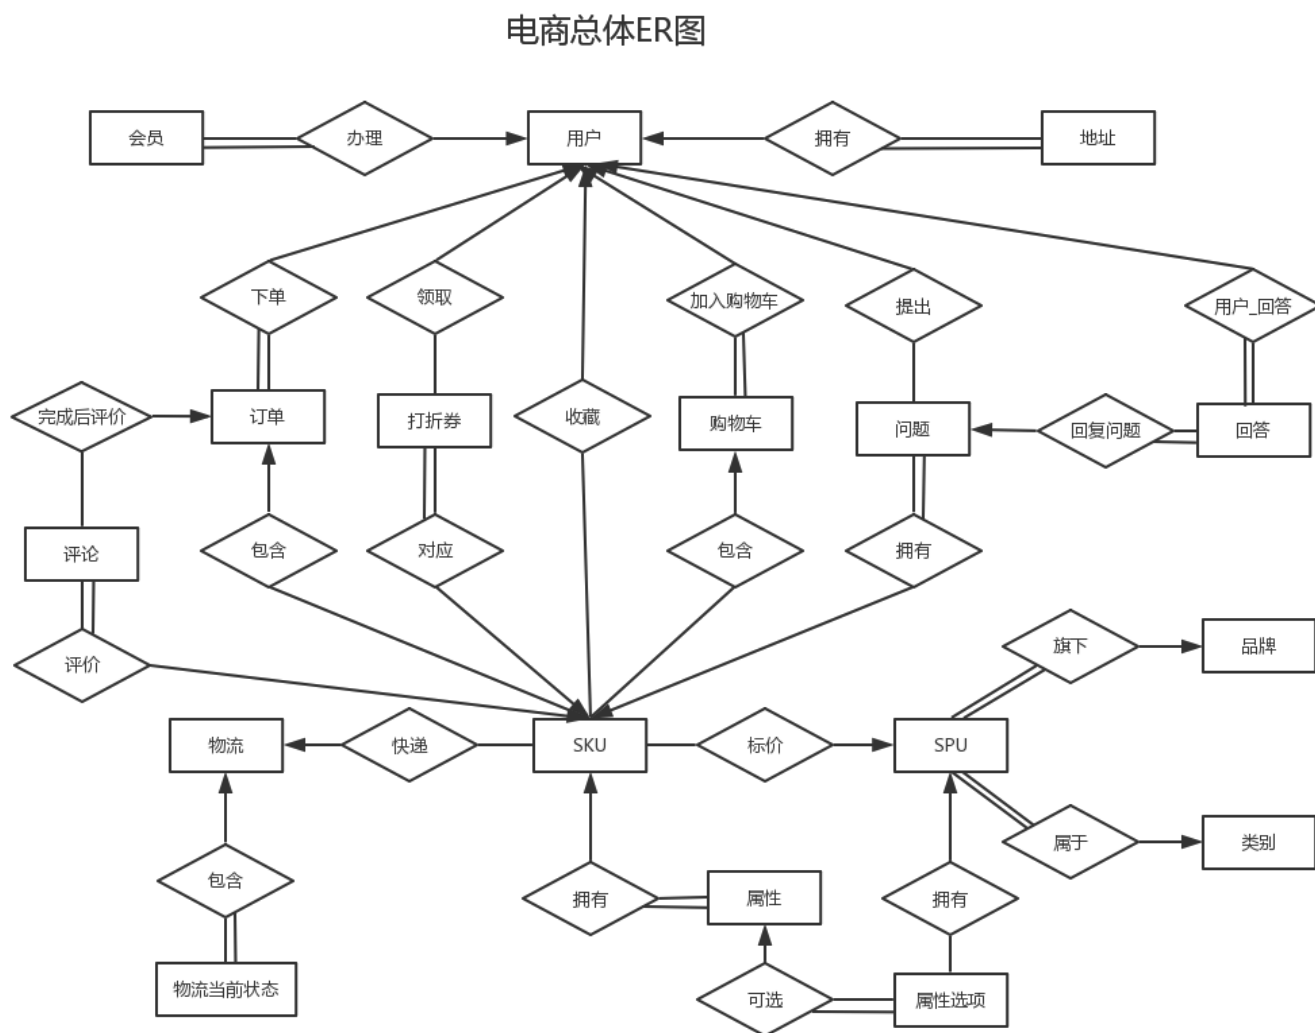 电商总体ER图
会员
办理
用户
拥有
地址
下单
领取
加入购物车
提出
用户_回答
完成后评价
订单
打折券
收藏
购物车
问题
回复问题
回答
评论
包含
对应
包含
拥有
评价
旗下
品牌
物流
快递
SKU
标价
SPU
包含
拥有
属性
拥有
属于
类别
物流当前状态
可选
属性选项